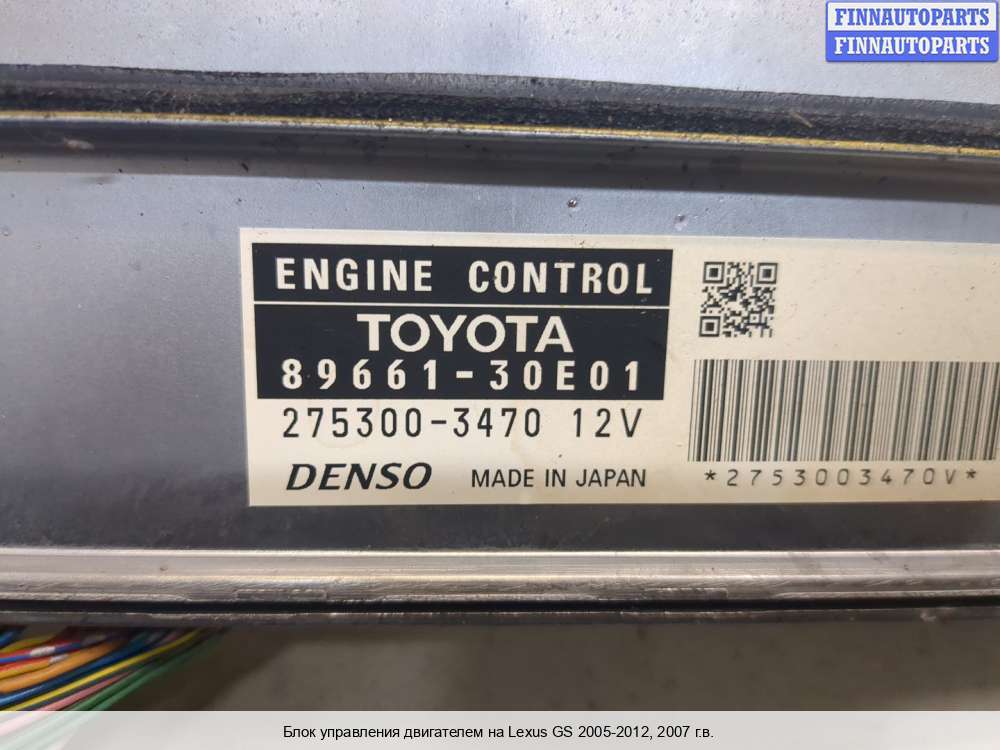 FINNAUTOPARTS
FINNAUTOPARTS
ENGINE CONTROL
TOYOTA
89661-30E01
275300-3470 12V
DENSO MADE IN JAPAN
*2753003470V*
Блок управления двигателем на Lexus GS 2005-2012, 2007 г.в.